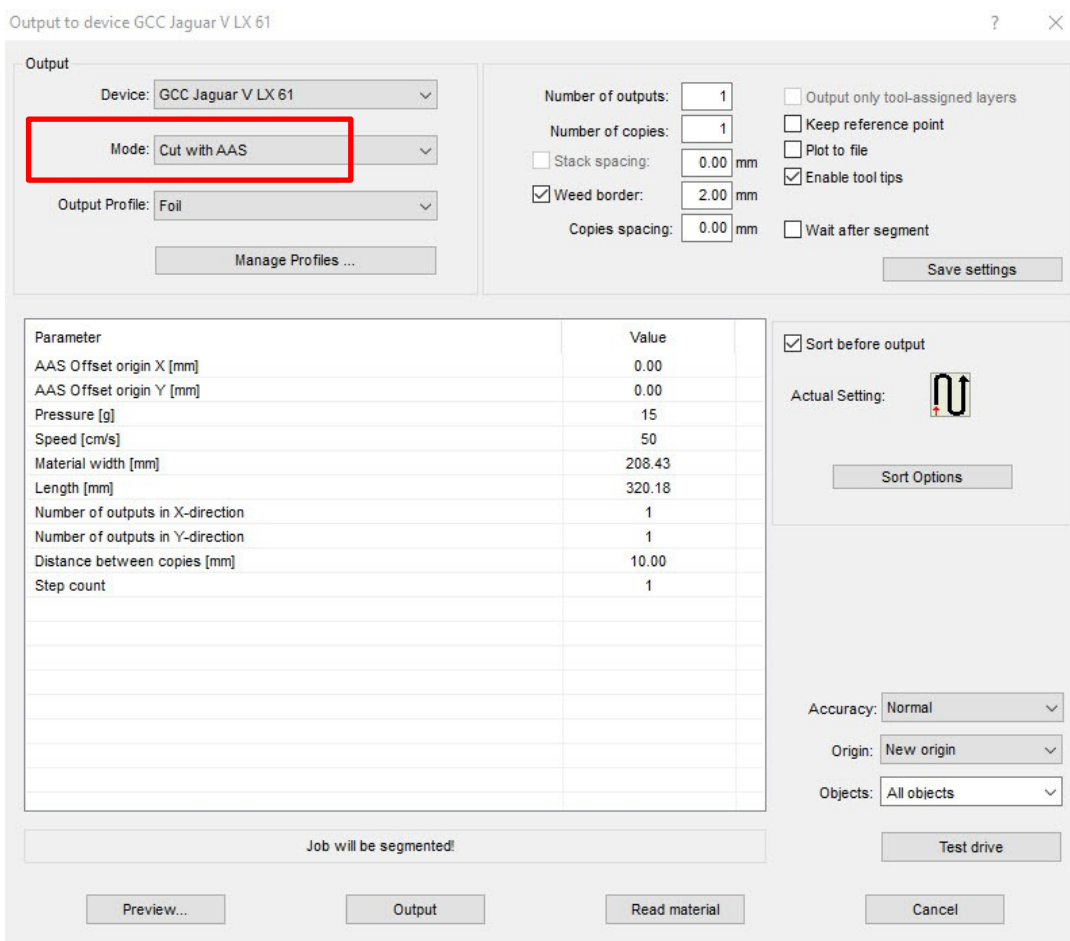 Output to device GCC Jaguar V LX 61 ?
Output
Device: GCC Jaguar V LX 61
Mode: Cut with AAS
Output Profile: Foil
Manage Profiles ...
Number of outputs: 1
Number of copies: 1
Stack spacing: 0.00 mm
Weed border: 2.00 mm
Copies spacing: 0.00 mm
Output only tool-assigned layers
Keep reference point
Plot to file
Enable tool tips
Wait after segment
Save settings
Parameter Value
AAS Offset origin X [mm] 0.00
AAS Offset origin Y [mm] 0.00
Pressure [g] 15
Speed [cm/s] 50
Material width [mm] 208.43
Length [mm] 320.18
Number of outputs in X-direction 1
Number of outputs in Y-direction 1
Distance between copies [mm] 10.00
Step count 1
Sort before output
Actual Setting:
Sort Options
Accuracy: Normal
Origin: New origin
Objects: All objects
Job will be segmented!
Test drive
Preview... Output Read material Cancel